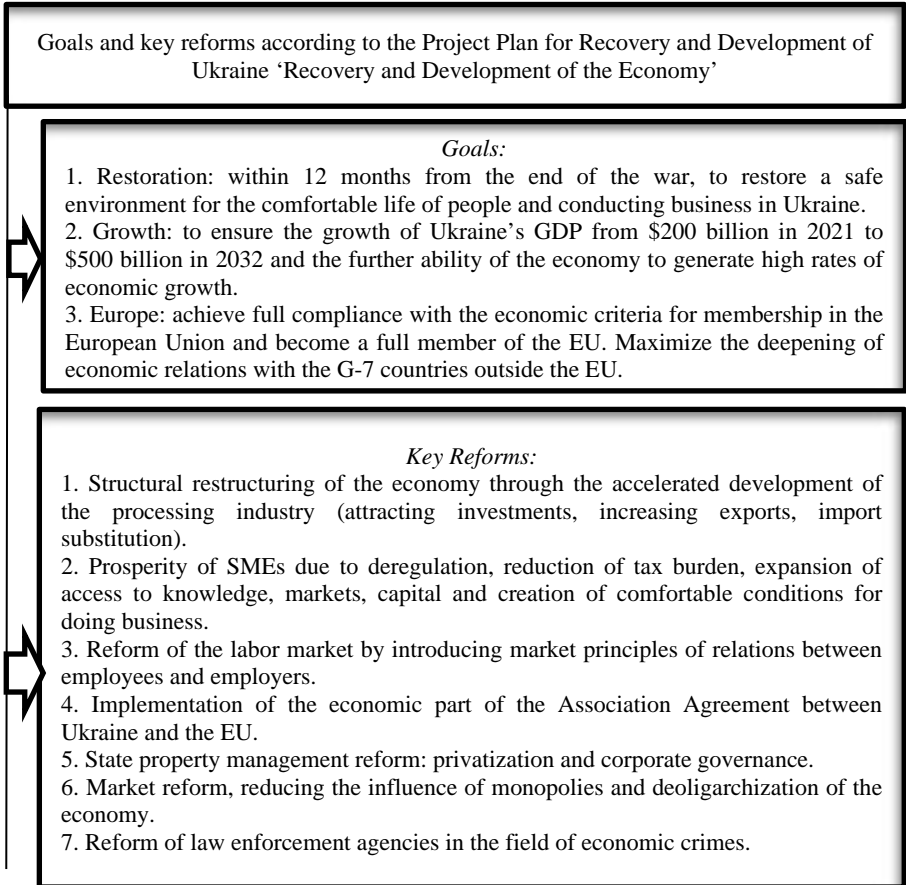 Goals and key reforms according to the Project Plan for Recovery and Development of
Ukraine ‘Recovery and Development of the Economy’
Goals:
1. Restoration: within 12 months from the end of the war, to restore a safe
environment for the comfortable life of people and conducting business in Ukraine.
2. Growth: to ensure the growth of Ukraine’s GDP from $200 billion in 2021 to
$500 billion in 2032 and the further ability of the economy to generate high rates of
economic growth.
3. Europe: achieve full compliance with the economic criteria for membership in the
European Union and become a full member of the EU. Maximize the deepening of
economic relations with the G-7 countries outside the EU.
Key Reforms:
1. Structural restructuring of the economy through the accelerated development of
the processing industry (attracting investments, increasing exports, import
substitution).
2. Prosperity of SMEs due to deregulation, reduction of tax burden, expansion of
access to knowledge, markets, capital and creation of comfortable conditions for
doing business.
3. Reform of the labor market by introducing market principles of relations between
employees and employers.
4. Implementation of the economic part of the Association Agreement between
Ukraine and the EU.
5. State property management reform: privatization and corporate governance.
6. Market reform, reducing the influence of monopolies and deoligarchization of the
economy.
7. Reform of law enforcement agencies in the field of economic crimes.